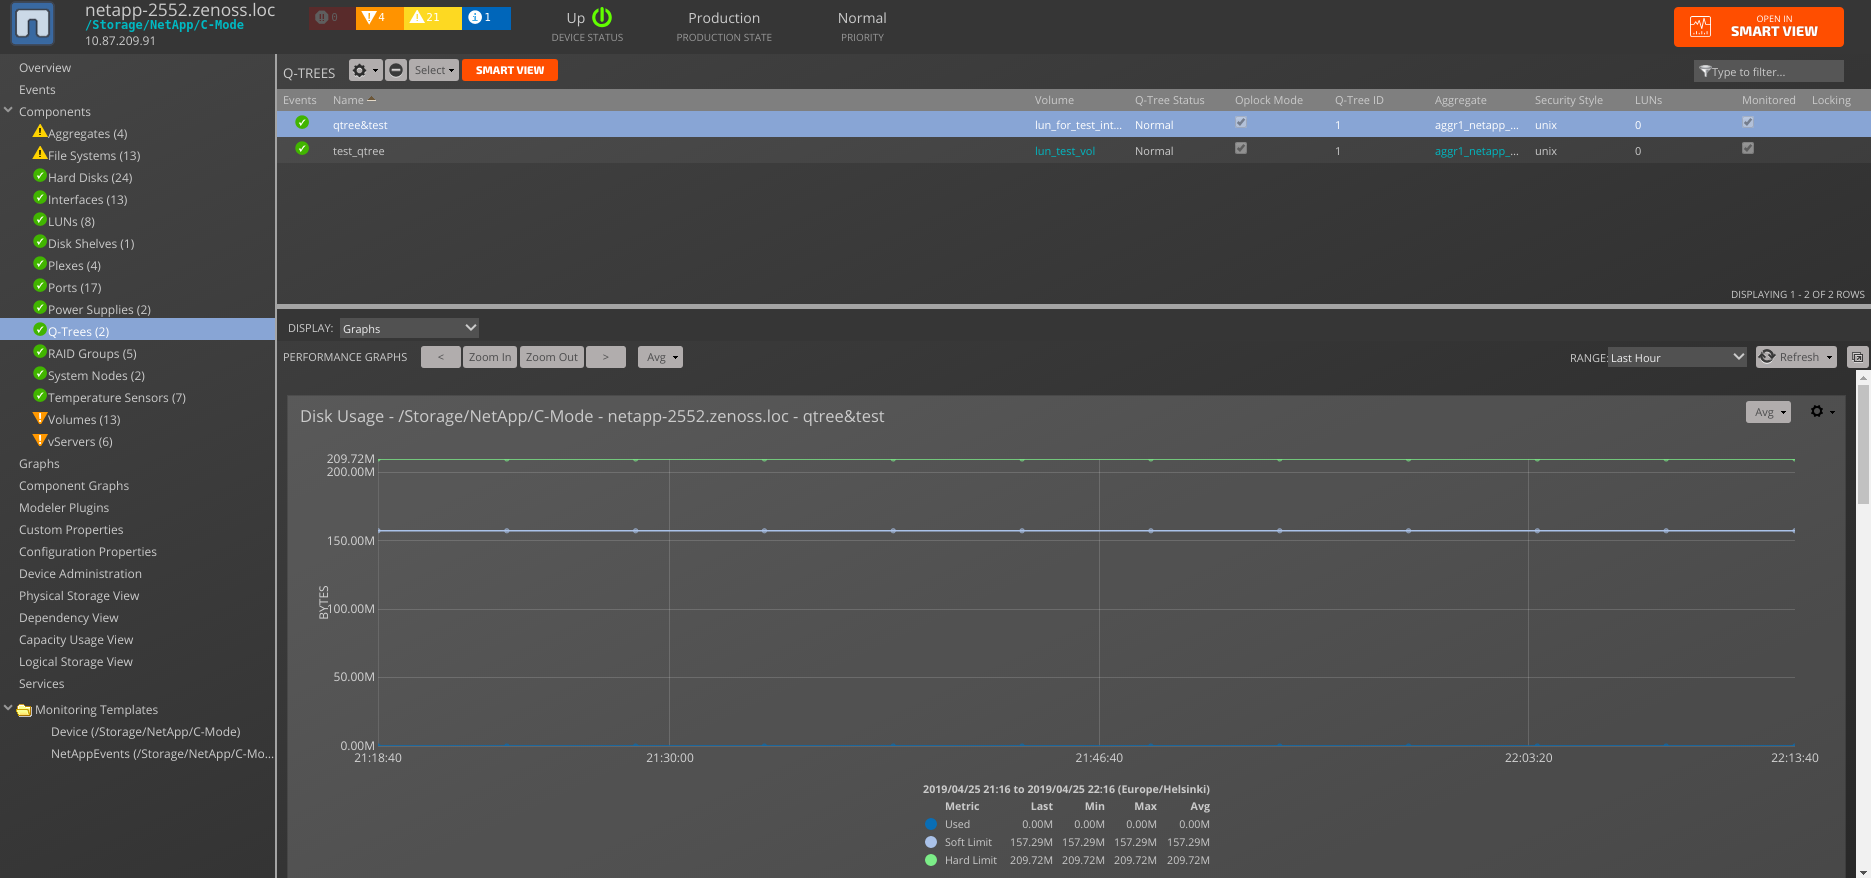 netapp-2552.zenoss.loc
/Storage/NetApp/C-Mode
10.87.209.91
0 4 21 1
Up
DEVICE STATUS
Production
PRODUCTION STATE
Normal
PRIORITY
OPEN IN
SMART VIEW
Overview
Events
Components
Aggregates (4)
File Systems (13)
Hard Disks (24)
Interfaces (13)
LUNs (8)
Disk Shelves (1)
Plexes (4)
Ports (17)
Power Supplies (2)
Q-Trees (2)
RAID Groups (5)
System Nodes (2)
Temperature Sensors (7)
Volumes (13)
vServers (6)
Graphs
Component Graphs
Modeler Plugins
Custom Properties
Configuration Properties
Device Administration
Physical Storage View
Dependency View
Capacity Usage View
Logical Storage View
Services
Monitoring Templates
Device (/Storage/NetApp/C-Mode)
NetAppEvents (/Storage/NetApp/C-Mo...
Q-TREES Select SMART VIEW Type to filter...
Events Name Volume Q-Tree Status Oplock Mode Q-Tree ID Aggregate Security Style LUNs Monitored Locking
qtree&test lun_for_test_int... Normal 1 aggr1_netapp_... unix 0
test_qtree lun_test_vol Normal 1 aggr1_netapp_... unix 0
DISPLAYING 1 - 2 OF 2 ROWS
DISPLAY: Graphs
PERFORMANCE GRAPHS < Zoom In Zoom Out > Avg RANGE: Last Hour Refresh
Disk Usage - /Storage/NetApp/C-Mode - netapp-2552.zenoss.loc - qtree&test Avg
209.72M
200.00M
150.00M
100.00M
50.00M
0.00M
BYTES
21:18:40 21:30:00 21:46:40 22:03:20 22:13:40
2019/04/25 21:16 to 2019/04/25 22:16 (Europe/Helsinki)
Metric Last Min Max Avg
Used 0.00M 0.00M 0.00M 0.00M
Soft Limit 157.29M 157.29M 157.29M 157.29M
Hard Limit 209.72M 209.72M 209.72M 209.72M